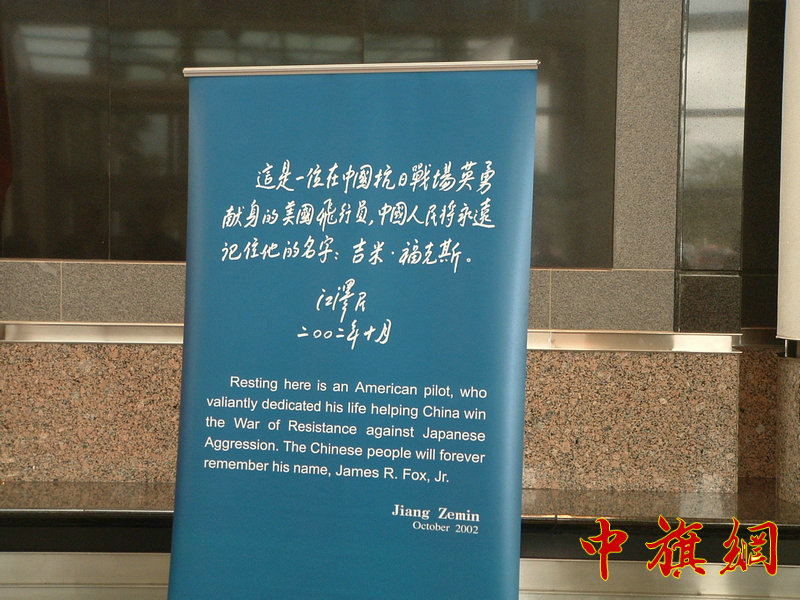 這是一位在中國抗日戰場英勇
献身的美國飛行员,中國人民将永遠
记住他的名字：吉米·福克斯。
江澤民
二〇〇二年十月
Resting here is an American pilot, who
valiantly dedicated his life helping China win
the War of Resistance against Japanese
Aggression. The Chinese people will forever
remember his name, James R. Fox, Jr.
Jiang Zemin
October 2002
中旗網